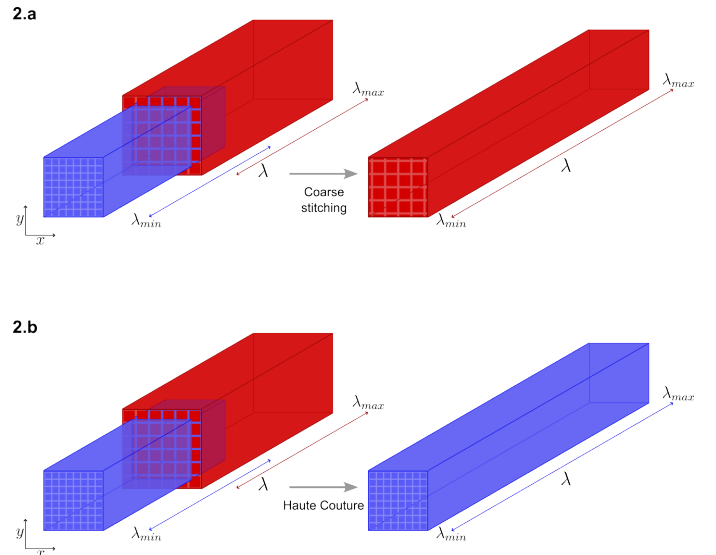 2.a
λmax
λ
λmin
y
x
Coarse
stitching
λmax
λ
λmin
2.b
λmax
λ
λmin
y
x
Haute Couture
λmax
λ
λmin